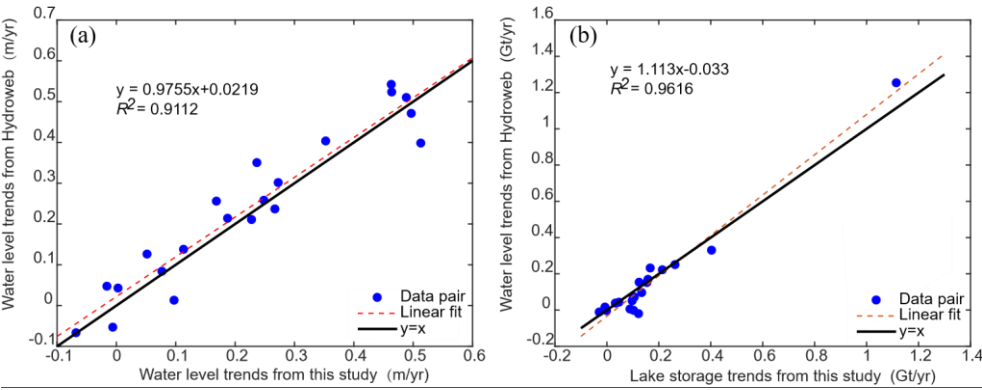 (a)
y = 0.9755x+0.0219
R2 = 0.9112
Water level trends from Hydroweb (m/yr)
0.7
0.6
0.5
0.4
0.3
0.2
0.1
0
-0.1
Data pair
Linear fit
y=x
-0.1 0 0.1 0.2 0.3 0.4 0.5 0.6
Water level trends from this study (m/yr)
(b)
y = 1.113x-0.033
R2 = 0.9616
Water level trends from Hydroweb (Gt/yr)
1.6
1.4
1.2
1
0.8
0.6
0.4
0.2
0
-0.2
Data pair
Linear fit
y=x
-0.2 0 0.2 0.4 0.6 0.8 1 1.2 1.4
Lake storage trends from this study (Gt/yr)